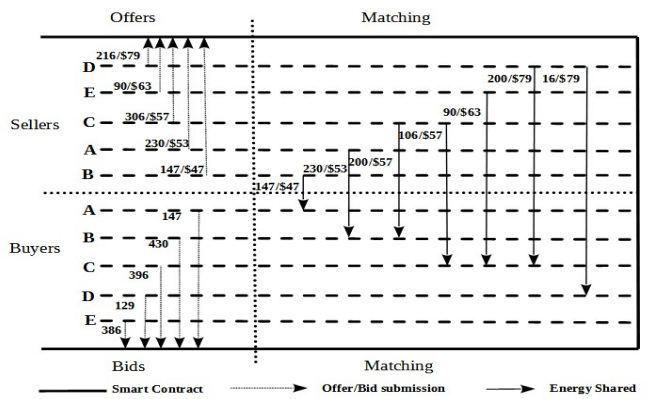 Offers Matching
216/$79
D
200/$79 16/$79
E 90/$63
90/$63
Sellers
C 306/$57
106/$57
A 230/$53
200/$57
B 147/$47 230/$53
147/$47
A
147
Buyers
B
430
C
396
D
129
E
386
Bids Matching
Smart Contract Offer/Bid submission Energy Shared